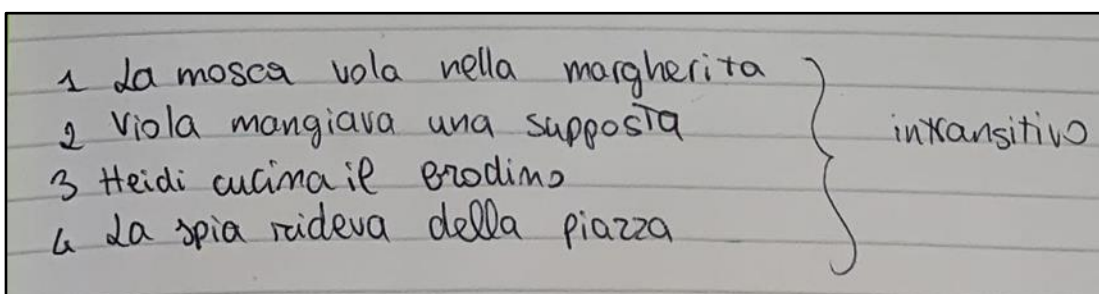 1 La mosca vola nella margherita
2 Viola mangiava una supposta
3 Heidi cucina il brodino
4 La spia rideva della piazza
intransitivo